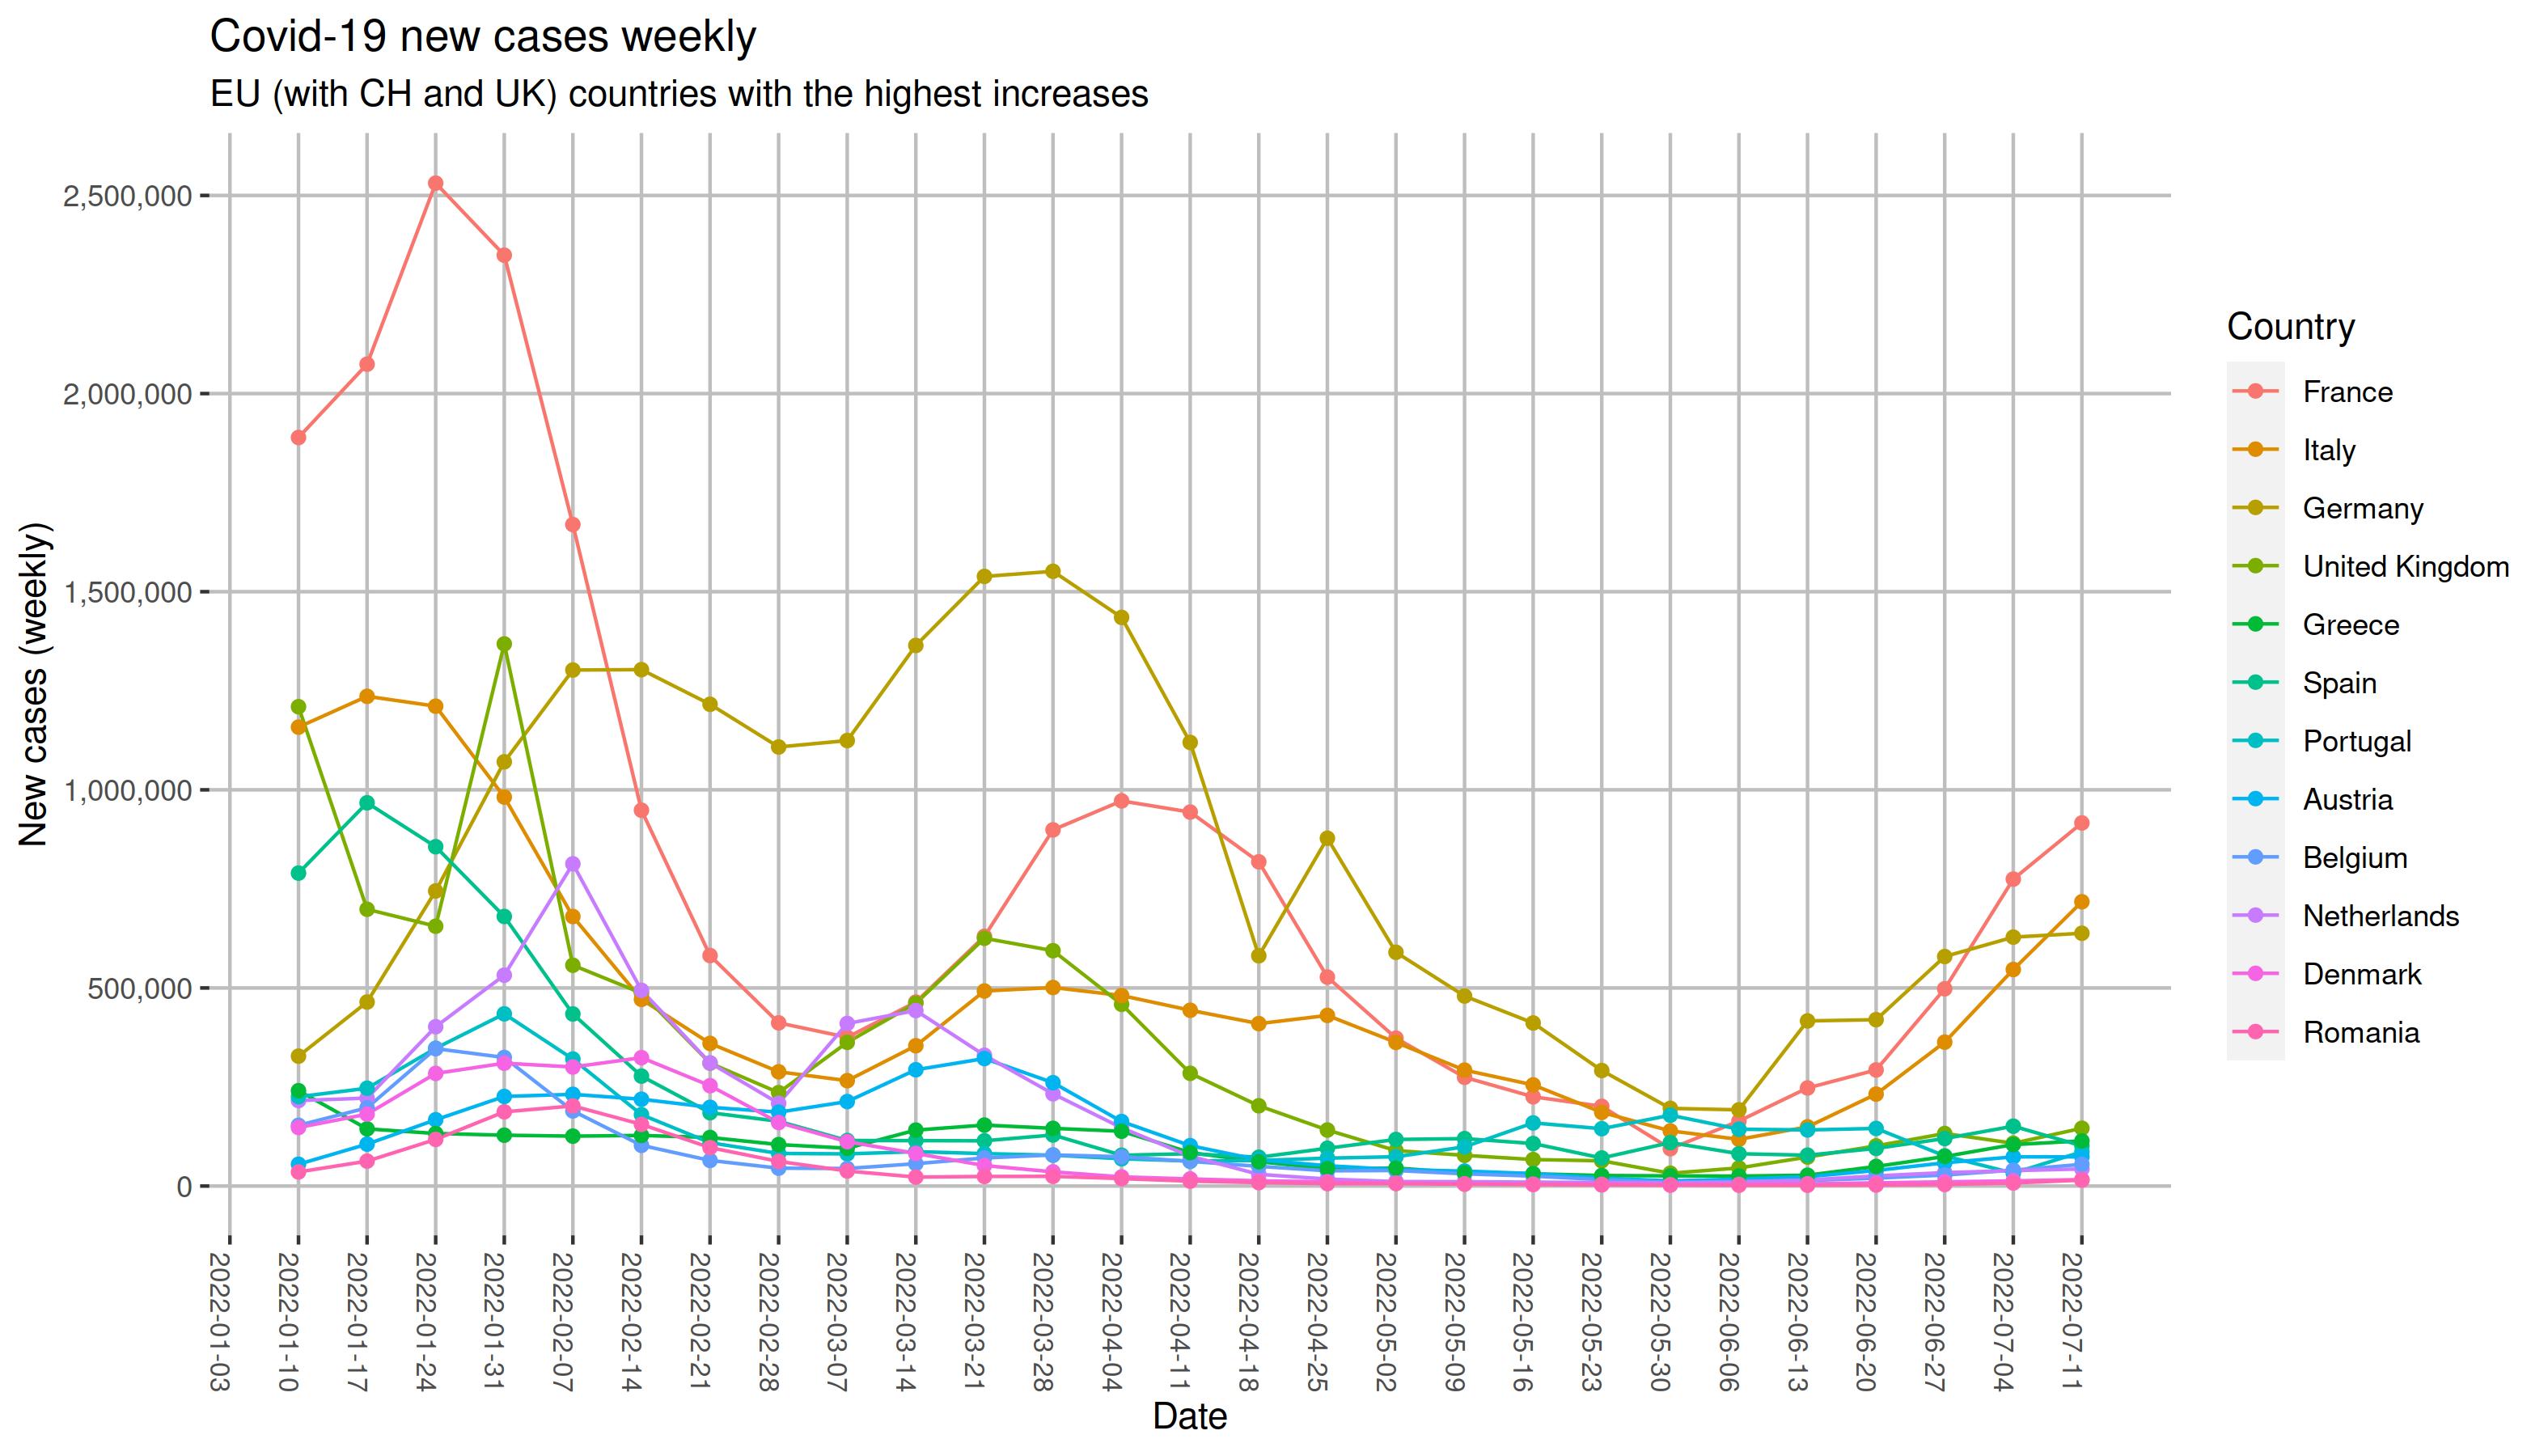 Covid-19 new cases weekly
EU (with CH and UK) countries with the highest increases
New cases (weekly)
2,500,000
2,000,000
1,500,000
1,000,000
500,000
0
2022-01-03
2022-01-10
2022-01-17
2022-01-24
2022-01-31
2022-02-07
2022-02-14
2022-02-21
2022-02-28
2022-03-07
2022-03-14
2022-03-21
2022-03-28
2022-04-04
2022-04-11
2022-04-18
2022-04-25
2022-05-02
2022-05-09
2022-05-16
2022-05-23
2022-05-30
2022-06-06
2022-06-13
2022-06-20
2022-06-27
2022-07-04
2022-07-11
Date
Country
France
Italy
Germany
United Kingdom
Greece
Spain
Portugal
Austria
Belgium
Netherlands
Denmark
Romania